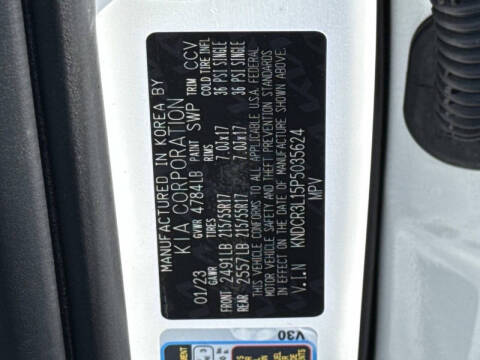 MANUFACTURED IN KOREA BY
KIA CORPORATION
01/23 GVWR 4784LB PAINT SWP TRIM CCV
GAWR TIRES RIMS COLD TIRE INFL
FRONT 2491LB 215/55R17 7.0Jx17 36 PSI SINGLE
REAR 2557LB 215/55R17 7.0Jx17 36 PSI SINGLE
THIS VEHICLE CONFORMS TO ALL APPLICABLE U.S.A. FEDERAL
MOTOR VEHICLE SAFETY AND THEFT PREVENTION STANDARDS
IN EFFECT ON THE DATE OF MANUFACTURE SHOWN ABOVE.
V.I.N KNDCR3L15P5035624
MPV
V30